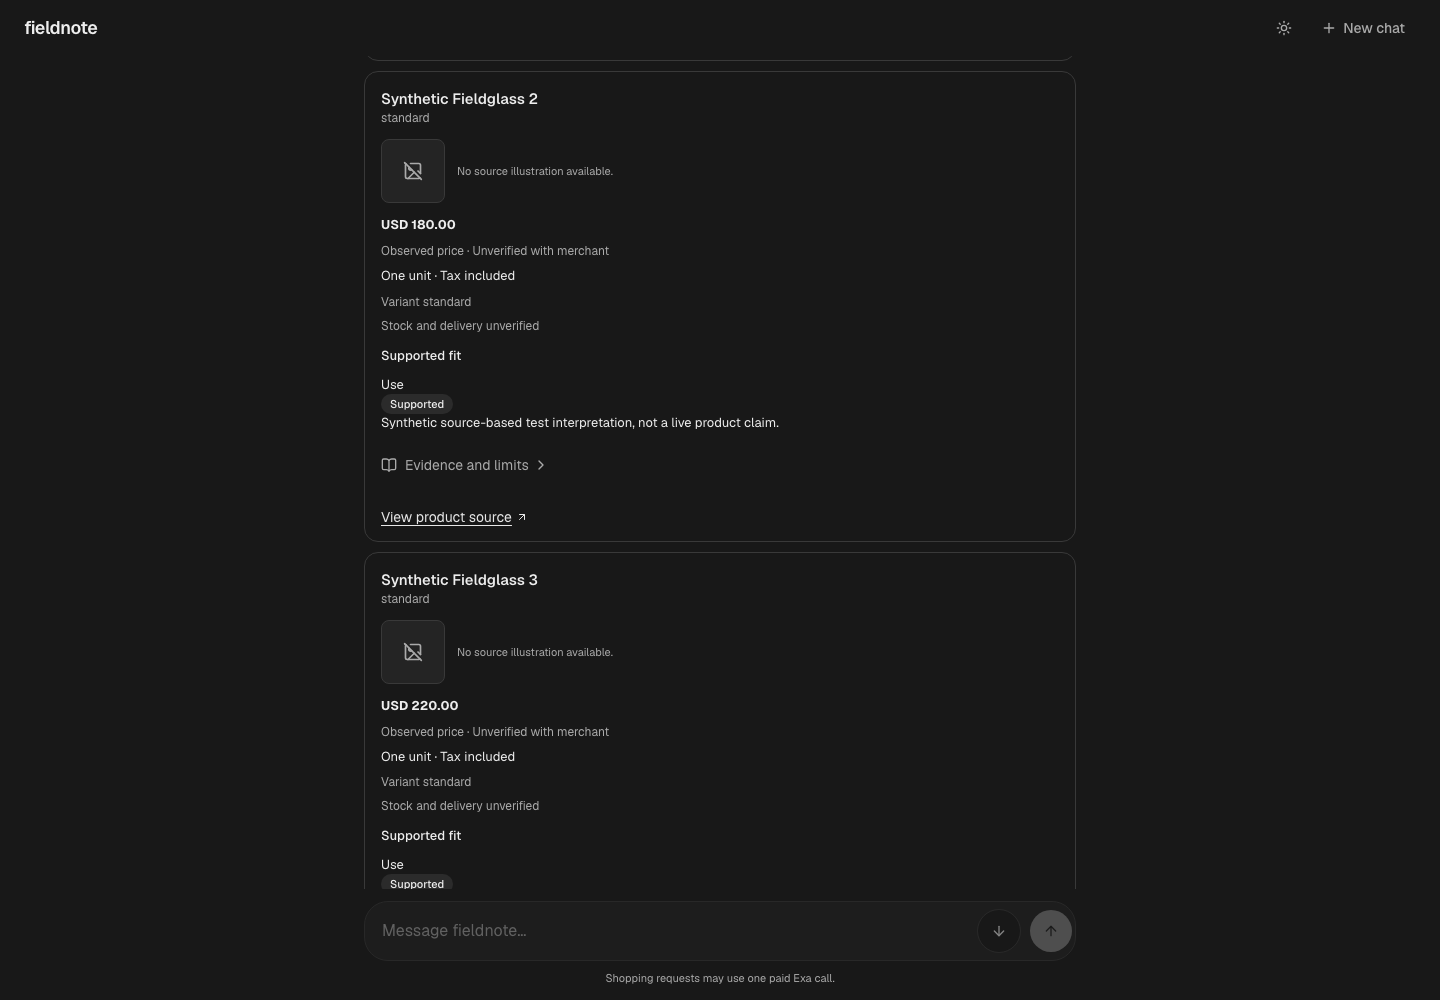 fieldnote
New chat
Synthetic Fieldglass 2
standard
No source illustration available.
USD 180.00
Observed price · Unverified with merchant
One unit · Tax included
Variant standard
Stock and delivery unverified
Supported fit
Use
Supported
Synthetic source-based test interpretation, not a live product claim.
Evidence and limits
View product source
Synthetic Fieldglass 3
standard
No source illustration available.
USD 220.00
Observed price · Unverified with merchant
One unit · Tax included
Variant standard
Stock and delivery unverified
Supported fit
Use
Supported
Message fieldnote...
Shopping requests may use one paid Exa call.